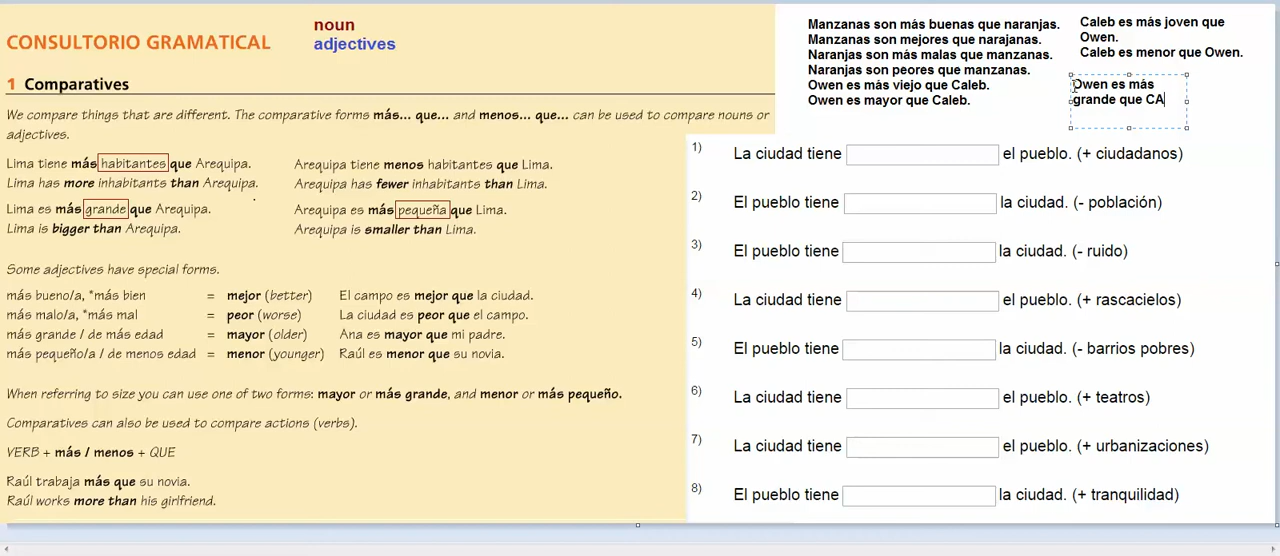 noun
adjectives
CONSULTORIO GRAMATICAL
1 Comparatives
We compare things that are different. The comparative forms más... que... and menos... que... can be used to compare nouns or
adjectives.
Lima tiene más habitantes que Arequipa.
Lima has more inhabitants than Arequipa.
Arequipa tiene menos habitantes que Lima.
Arequipa has fewer inhabitants than Lima.
Lima es más grande que Arequipa.
Lima is bigger than Arequipa.
Arequipa es más pequeña que Lima.
Arequipa is smaller than Lima.
Some adjectives have special forms.
más bueno/a, *más bien = mejor (better) El campo es mejor que la ciudad.
más malo/a, *más mal = peor (worse) La ciudad es peor que el campo.
más grande / de más edad = mayor (older) Ana es mayor que mi padre.
más pequeño/a / de menos edad = menor (younger) Raúl es menor que su novia.
When referring to size you can use one of two forms: mayor or más grande, and menor or más pequeño.
Comparatives can also be used to compare actions (verbs).
VERB + más / menos + QUE
Raúl trabaja más que su novia.
Raúl works more than his girlfriend.
Manzanas son más buenas que naranjas.
Manzanas son mejores que narajanas.
Naranjas son más malas que manzanas.
Naranjas son peores que manzanas.
Owen es más viejo que Caleb.
Owen es mayor que Caleb.
Caleb es más joven que
Owen.
Caleb es menor que Owen.
Owen es más
grande que CA
1) La ciudad tiene el pueblo. (+ ciudadanos)
2) El pueblo tiene la ciudad. (- población)
3) El pueblo tiene la ciudad. (- ruido)
4) La ciudad tiene el pueblo. (+ rascacielos)
5) El pueblo tiene la ciudad. (- barrios pobres)
6) La ciudad tiene el pueblo. (+ teatros)
7) La ciudad tiene el pueblo. (+ urbanizaciones)
8) El pueblo tiene la ciudad. (+ tranquilidad)